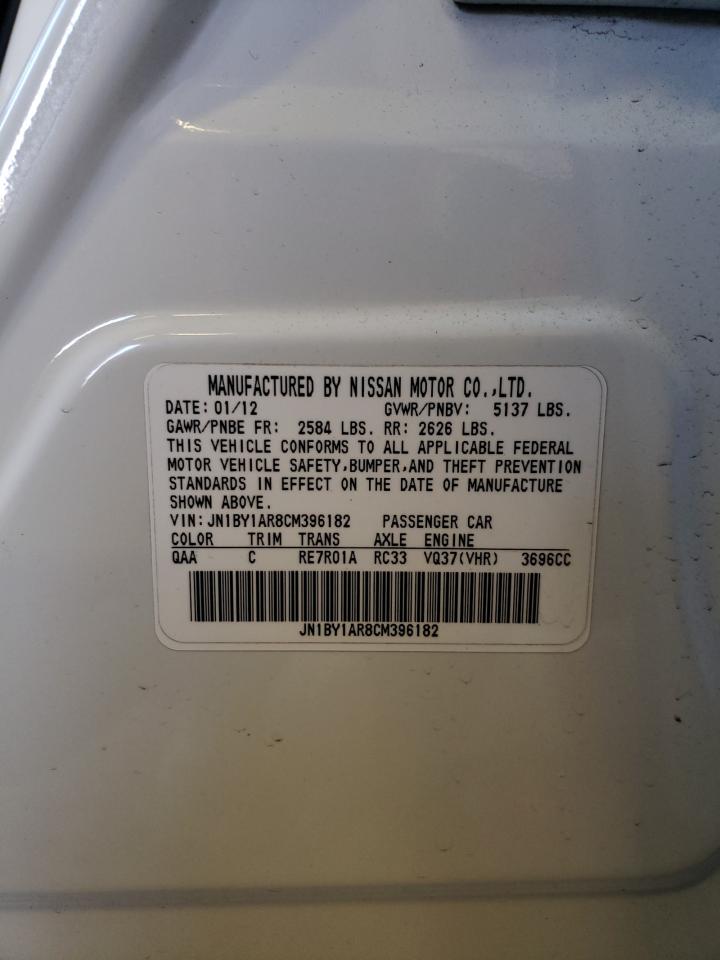 MANUFACTURED BY NISSAN MOTOR CO.,LTD.
DATE: 01/12 GVWR/PNBV: 5137 LBS.
GAWR/PNBE FR: 2584 LBS. RR: 2626 LBS.
THIS VEHICLE CONFORMS TO ALL APPLICABLE FEDERAL
MOTOR VEHICLE SAFETY,BUMPER,AND THEFT PREVENTION
STANDARDS IN EFFECT ON THE DATE OF MANUFACTURE
SHOWN ABOVE.
VIN: JN1BY1AR8CM396182 PASSENGER CAR
COLOR TRIM TRANS AXLE ENGINE
QAA C RE7R01A RC33 VQ37(VHR) 3696CC
JN1BY1AR8CM396182